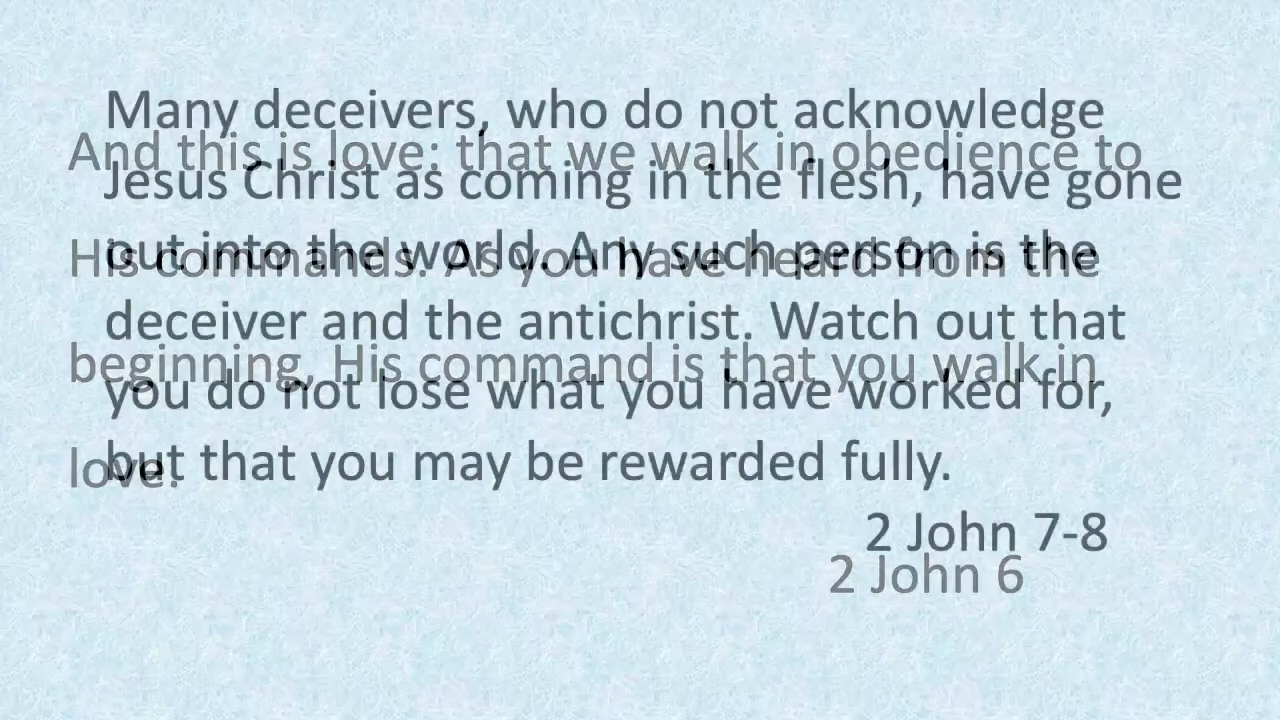 Many deceivers, who do not acknowledge
Jesus Christ as coming in the flesh, have gone
out into the world. Any such person is the
deceiver and the antichrist. Watch out that
you do not lose what you have worked for,
but that you may be rewarded fully.
2 John 7-8
And this is love: that we walk in obedience to
His commands. As you have heard from the
beginning, His command is that you walk in
love.
2 John 6